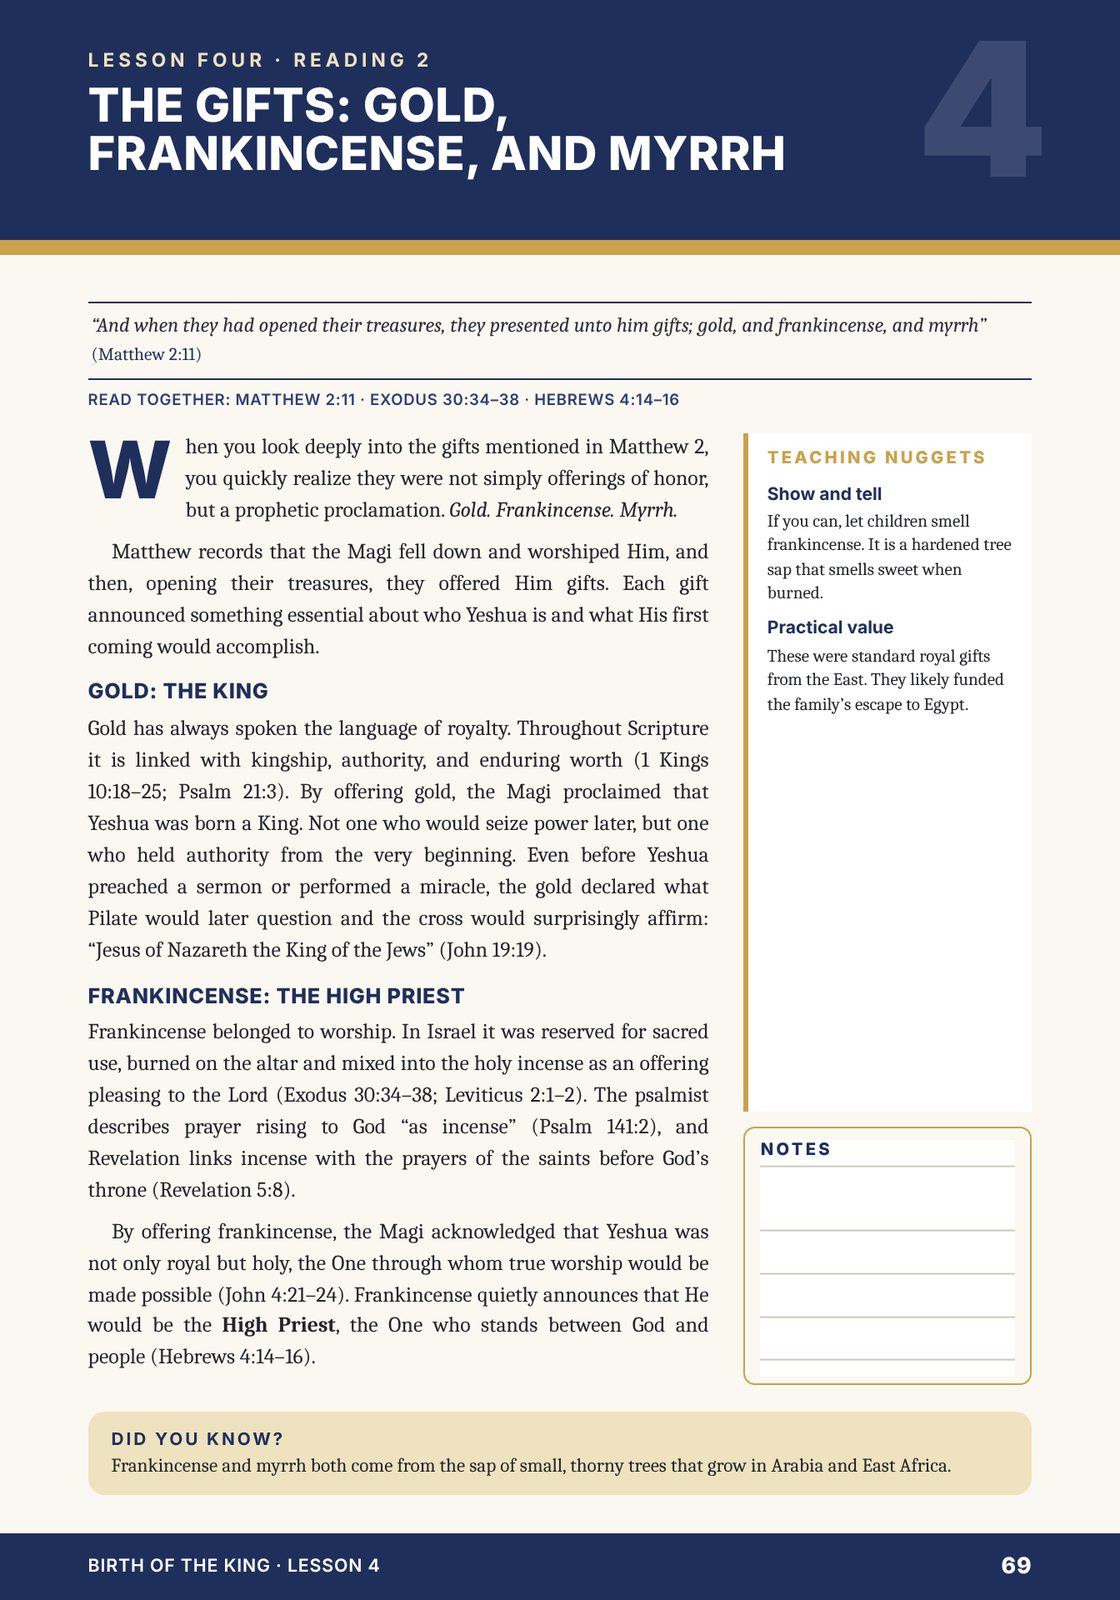 LESSON FOUR · READING 2
4
THE GIFTS: GOLD,
FRANKINCENSE, AND MYRRH
“And when they had opened their treasures, they presented unto him gifts; gold, and frankincense, and myrrh”
(Matthew 2:11)
READ TOGETHER: MATTHEW 2:11 · EXODUS 30:34–38 · HEBREWS 4:14–16
When you look deeply into the gifts mentioned in Matthew 2,
you quickly realize they were not simply offerings of honor,
but a prophetic proclamation. Gold. Frankincense. Myrrh.
Matthew records that the Magi fell down and worshiped Him, and
then, opening their treasures, they offered Him gifts. Each gift
announced something essential about who Yeshua is and what His first
coming would accomplish.
GOLD: THE KING
Gold has always spoken the language of royalty. Throughout Scripture
it is linked with kingship, authority, and enduring worth (1 Kings
10:18–25; Psalm 21:3). By offering gold, the Magi proclaimed that
Yeshua was born a King. Not one who would seize power later, but one
who held authority from the very beginning. Even before Yeshua
preached a sermon or performed a miracle, the gold declared what
Pilate would later question and the cross would surprisingly affirm:
“Jesus of Nazareth the King of the Jews” (John 19:19).
FRANKINCENSE: THE HIGH PRIEST
Frankincense belonged to worship. In Israel it was reserved for sacred
use, burned on the altar and mixed into the holy incense as an offering
pleasing to the Lord (Exodus 30:34–38; Leviticus 2:1–2). The psalmist
describes prayer rising to God “as incense” (Psalm 141:2), and
Revelation links incense with the prayers of the saints before God’s
throne (Revelation 5:8).
By offering frankincense, the Magi acknowledged that Yeshua was
not only royal but holy, the One through whom true worship would be
made possible (John 4:21–24). Frankincense quietly announces that He
would be the High Priest, the One who stands between God and
people (Hebrews 4:14–16).
TEACHING NUGGETS
Show and tell
If you can, let children smell
frankincense. It is a hardened tree
sap that smells sweet when
burned.
Practical value
These were standard royal gifts
from the East. They likely funded
the family’s escape to Egypt.
NOTES
DID YOU KNOW?
Frankincense and myrrh both come from the sap of small, thorny trees that grow in Arabia and East Africa.
BIRTH OF THE KING · LESSON 4
69